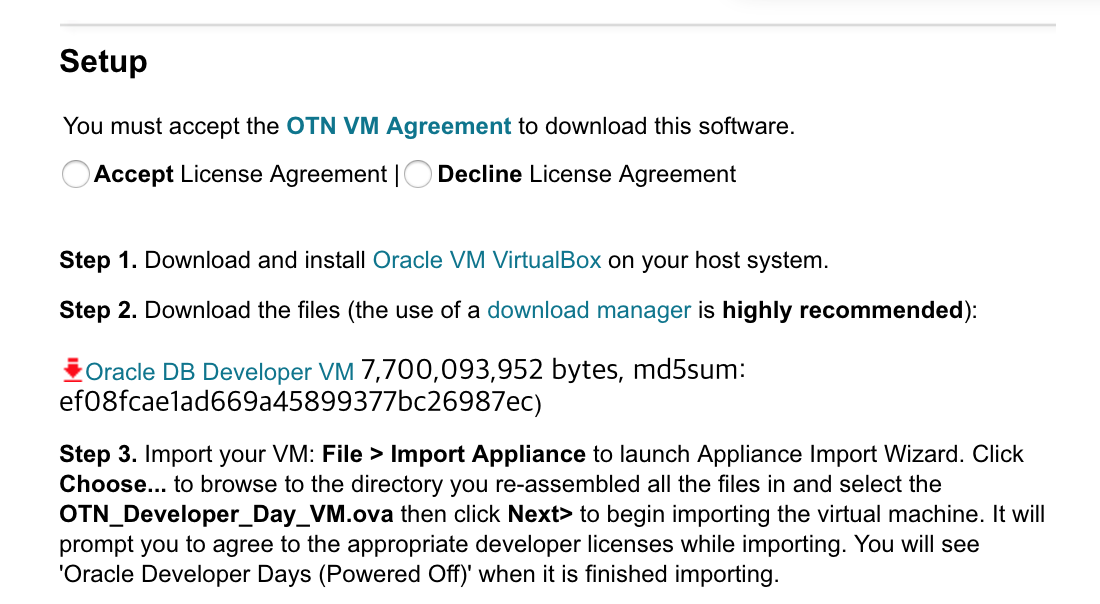 Setup
You must accept the OTN VM Agreement to download this software.
Accept License Agreement | Decline License Agreement
Step 1. Download and install Oracle VM VirtualBox on your host system.
Step 2. Download the files (the use of a download manager is highly recommended):
Oracle DB Developer VM 7,700,093,952 bytes, md5sum:
ef08fcae1ad669a45899377bc26987ec)
Step 3. Import your VM: File > Import Appliance to launch Appliance Import Wizard. Click
Choose... to browse to the directory you re-assembled all the files in and select the
OTN_Developer_Day_VM.ova then click Next> to begin importing the virtual machine. It will
prompt you to agree to the appropriate developer licenses while importing. You will see
'Oracle Developer Days (Powered Off)' when it is finished importing.